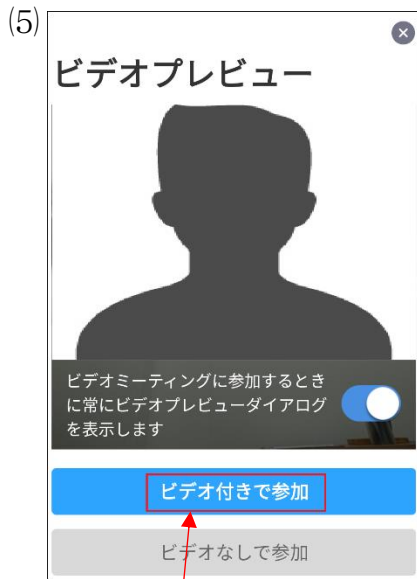 (5)
ビデオプレビュー
ビデオミーティングに参加するとき
に常にビデオプレビューダイアログ
を表示します
ビデオ付きで参加
ビデオなしで参加